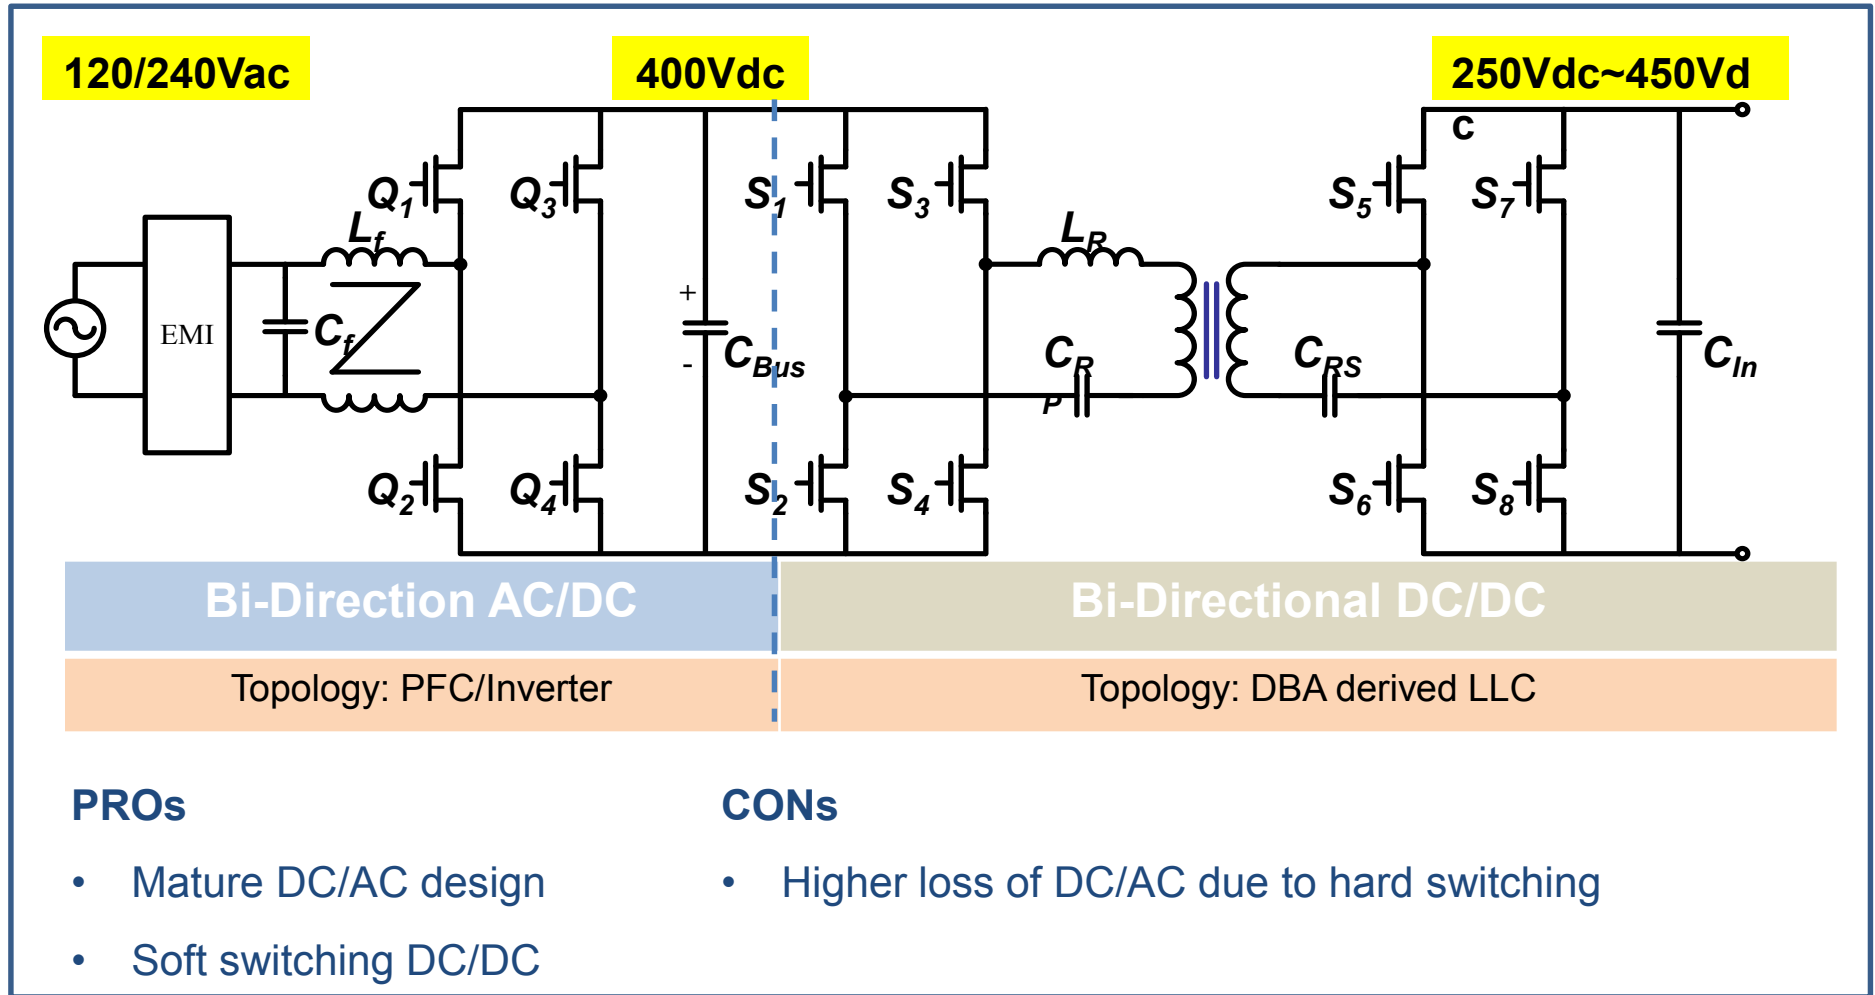 120/240Vac
400Vdc
250Vdc~450Vd
c
Q1
Q3
S1
S3
S5
S7
Lf
LR
EMI
Cf
+
-
CBus
CR
P
CRS
CIn
Q2
Q4
S2
S4
S6
S8
Bi-Direction AC/DC
Bi-Directional DC/DC
Topology: PFC/Inverter
Topology: DBA derived LLC
PROs
• Mature DC/AC design
• Soft switching DC/DC
CONs
• Higher loss of DC/AC due to hard switching